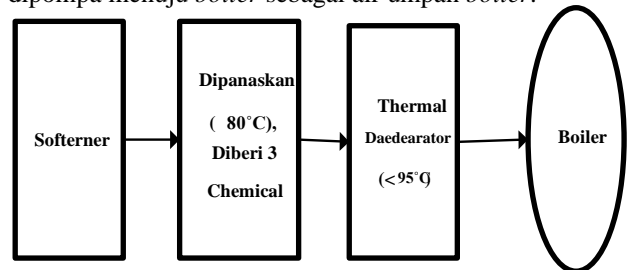 dipompa menuju boiler sebagai air umpan boiler.
Softerner
Dipanaskan
( 80°C),
Diberi 3
Chemical
Thermal
Daedearator
(<95°C)
Boiler